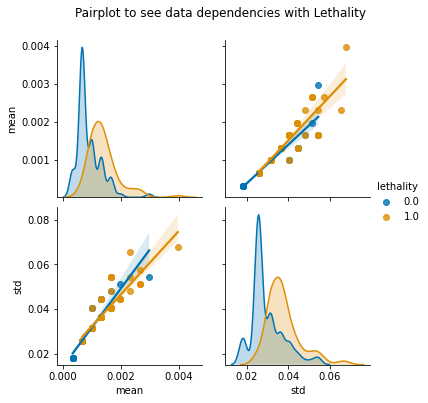 Pairplot to see data dependencies with Lethality
0.004
0.003
0.002
0.001
mean
lethality
0.0
1.0
0.08
0.06
0.04
0.02
std
0.000 0.002 0.004
mean
0.02 0.04 0.06
std